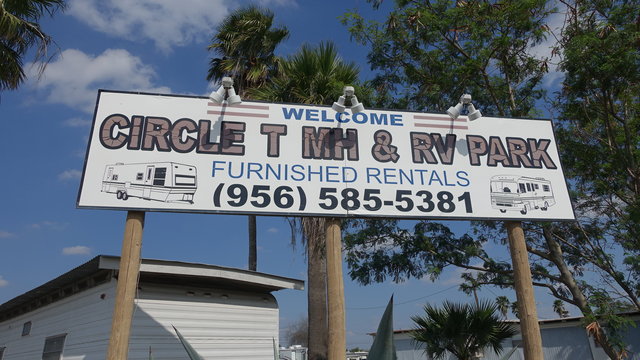 WELCOME
CIRCLE T MH & RV PARK
FURNISHED RENTALS
(956) 585-5381